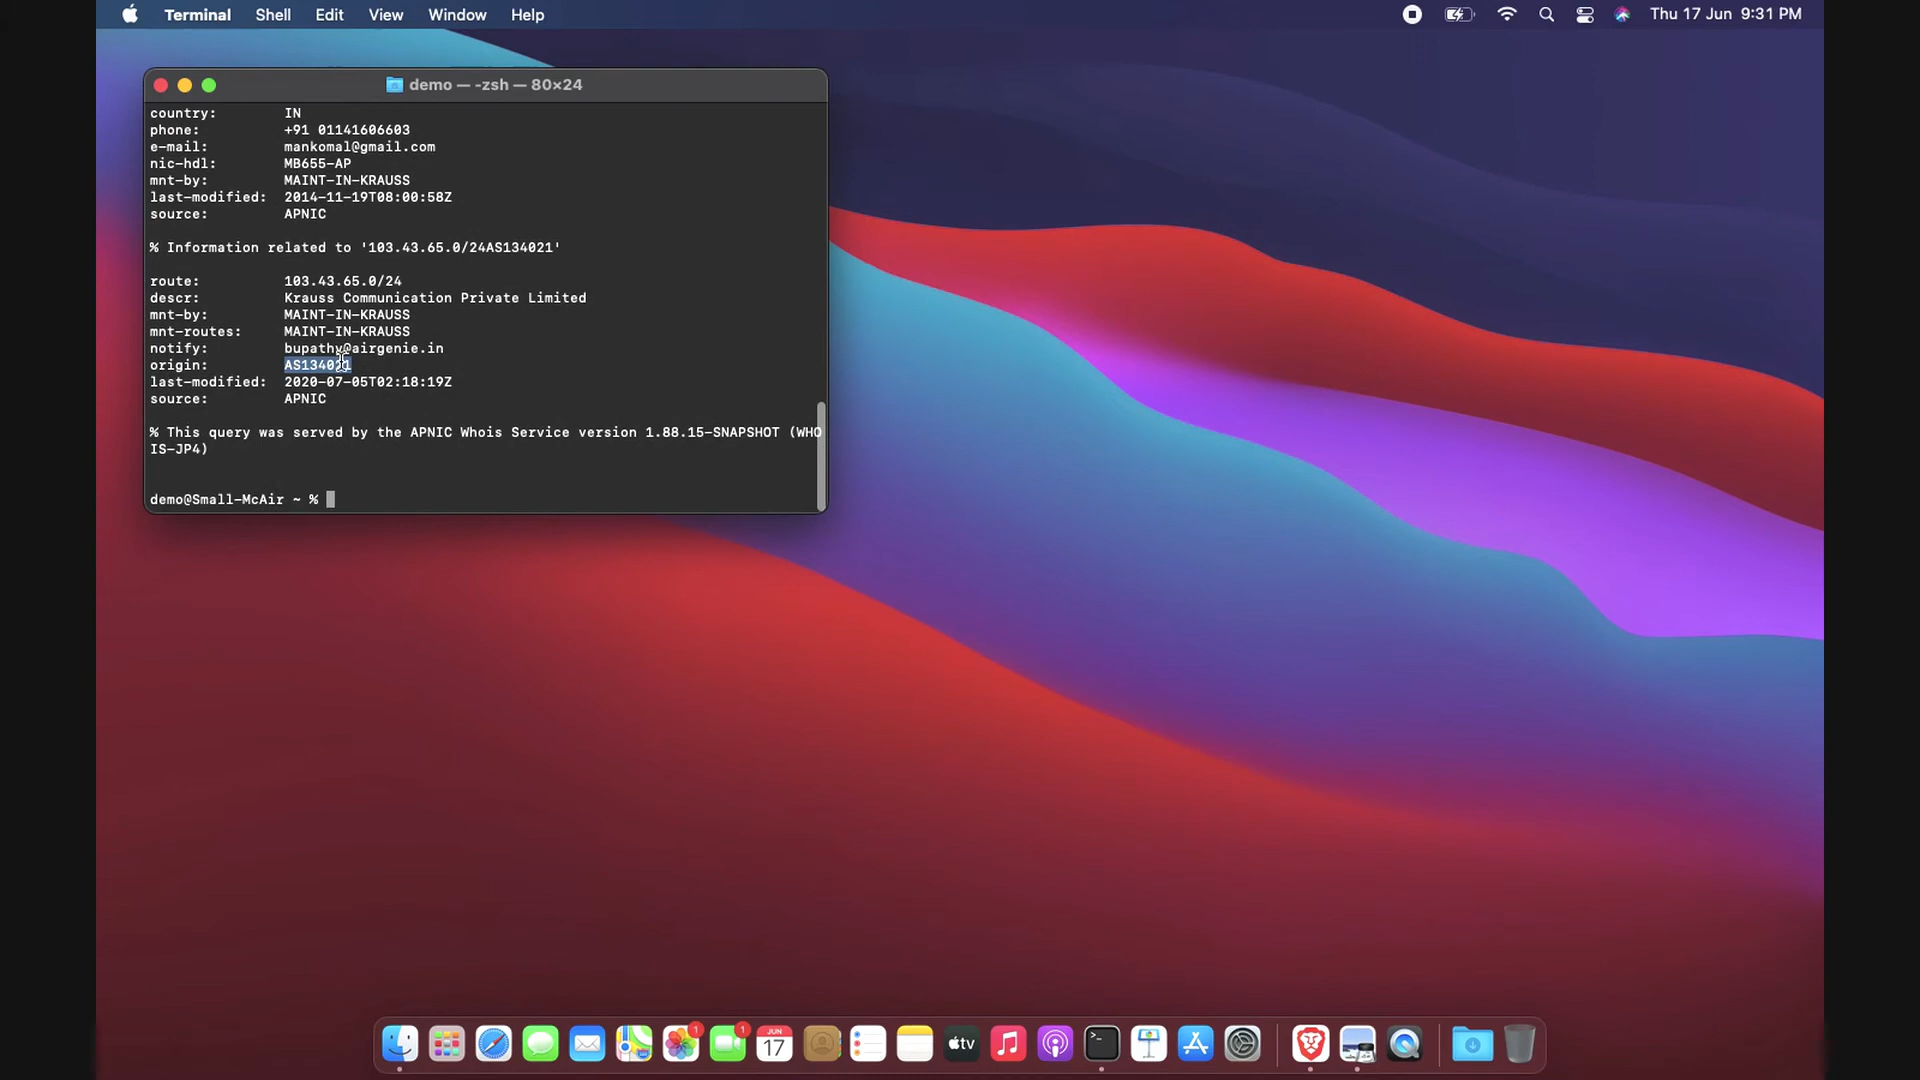 Terminal Shell Edit View Window Help Thu 17 Jun 9:31 PM
demo — -zsh — 80×24
country: IN
phone: +91 01141606603
e-mail: mankomal@gmail.com
nic-hdl: MB655-AP
mnt-by: MAINT-IN-KRAUSS
last-modified: 2014-11-19T08:00:58Z
source: APNIC
% Information related to '103.43.65.0/24AS134021'
route: 103.43.65.0/24
descr: Krauss Communication Private Limited
mnt-by: MAINT-IN-KRAUSS
mnt-routes: MAINT-IN-KRAUSS
notify: bupathy@airgenie.in
origin: AS134021
last-modified: 2020-07-05T02:18:19Z
source: APNIC
% This query was served by the APNIC Whois Service version 1.88.15-SNAPSHOT (WHO
IS-JP4)
demo@Small-McAir ~ %
1
1
JUN
17
tv
>_